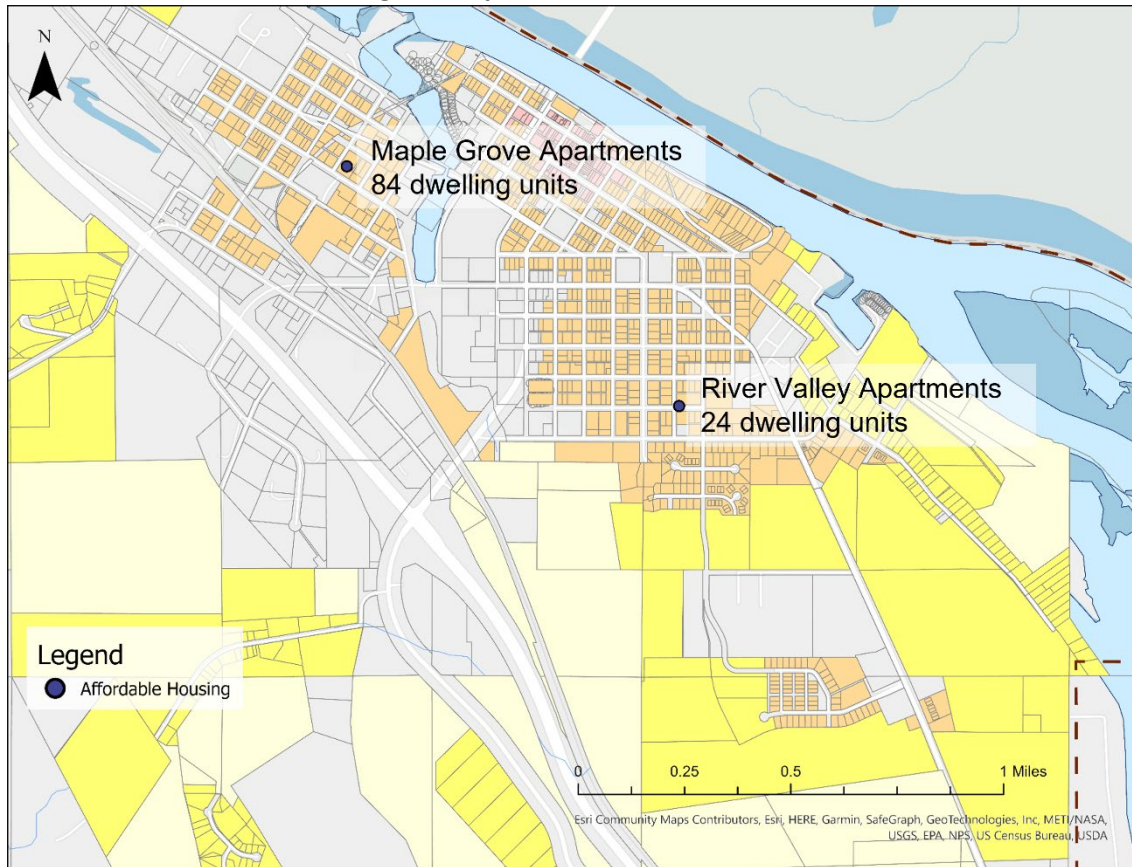 N
Maple Grove Apartments
84 dwelling units
River Valley Apartments
24 dwelling units
Legend
Affordable Housing
0 0.25 0.5 1 Miles
Esri Community Maps Contributors, Esri, HERE, Garmin, SafeGraph, GeoTechnologies, Inc, METI/NASA,
USGS, EPA, NPS, US Census Bureau, USDA